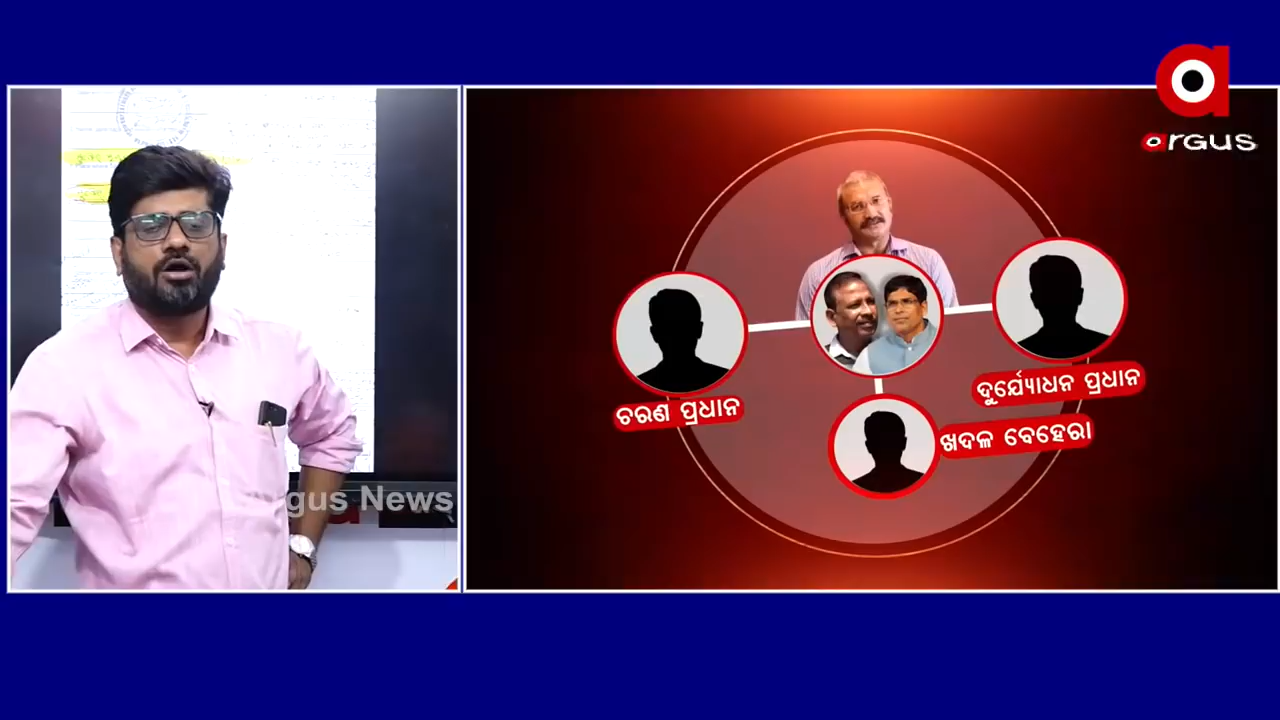 argus
ଦୁର୍ଯ୍ୟୋଧନ ପ୍ରଧାନ
ଚରଣ ପ୍ରଧାନ
ଖଦଳ ବେହେରା
gus News